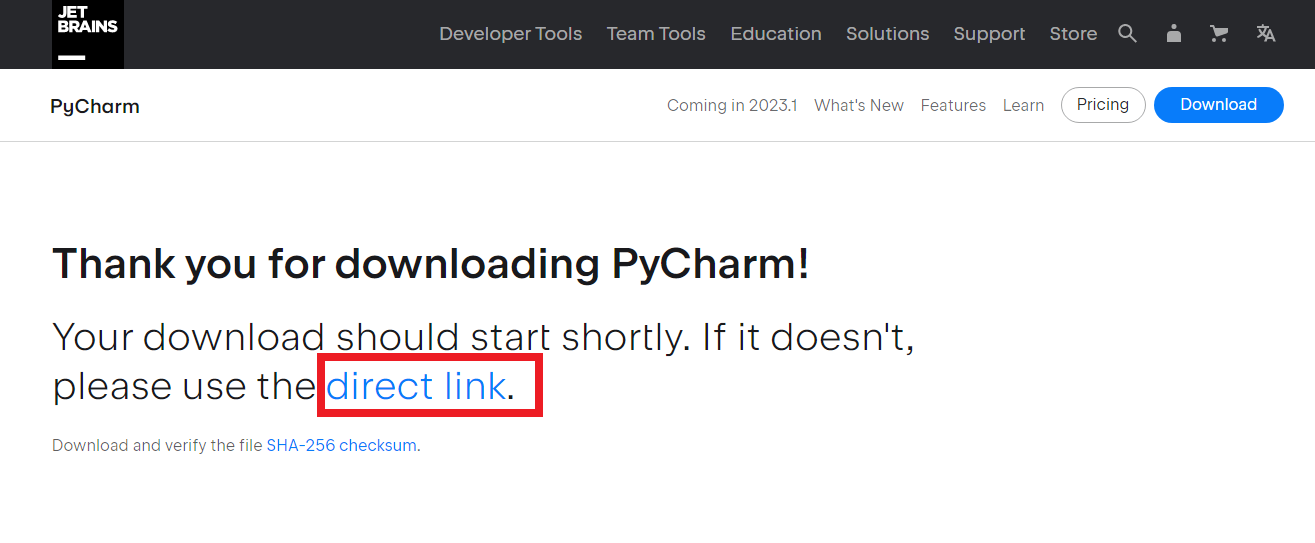 JET
BRAINS
Developer Tools Team Tools Education Solutions Support Store
PyCharm
Coming in 2023.1 What's New Features Learn Pricing Download
Thank you for downloading PyCharm!
Your download should start shortly. If it doesn't,
please use the direct link.
Download and verify the file SHA-256 checksum.